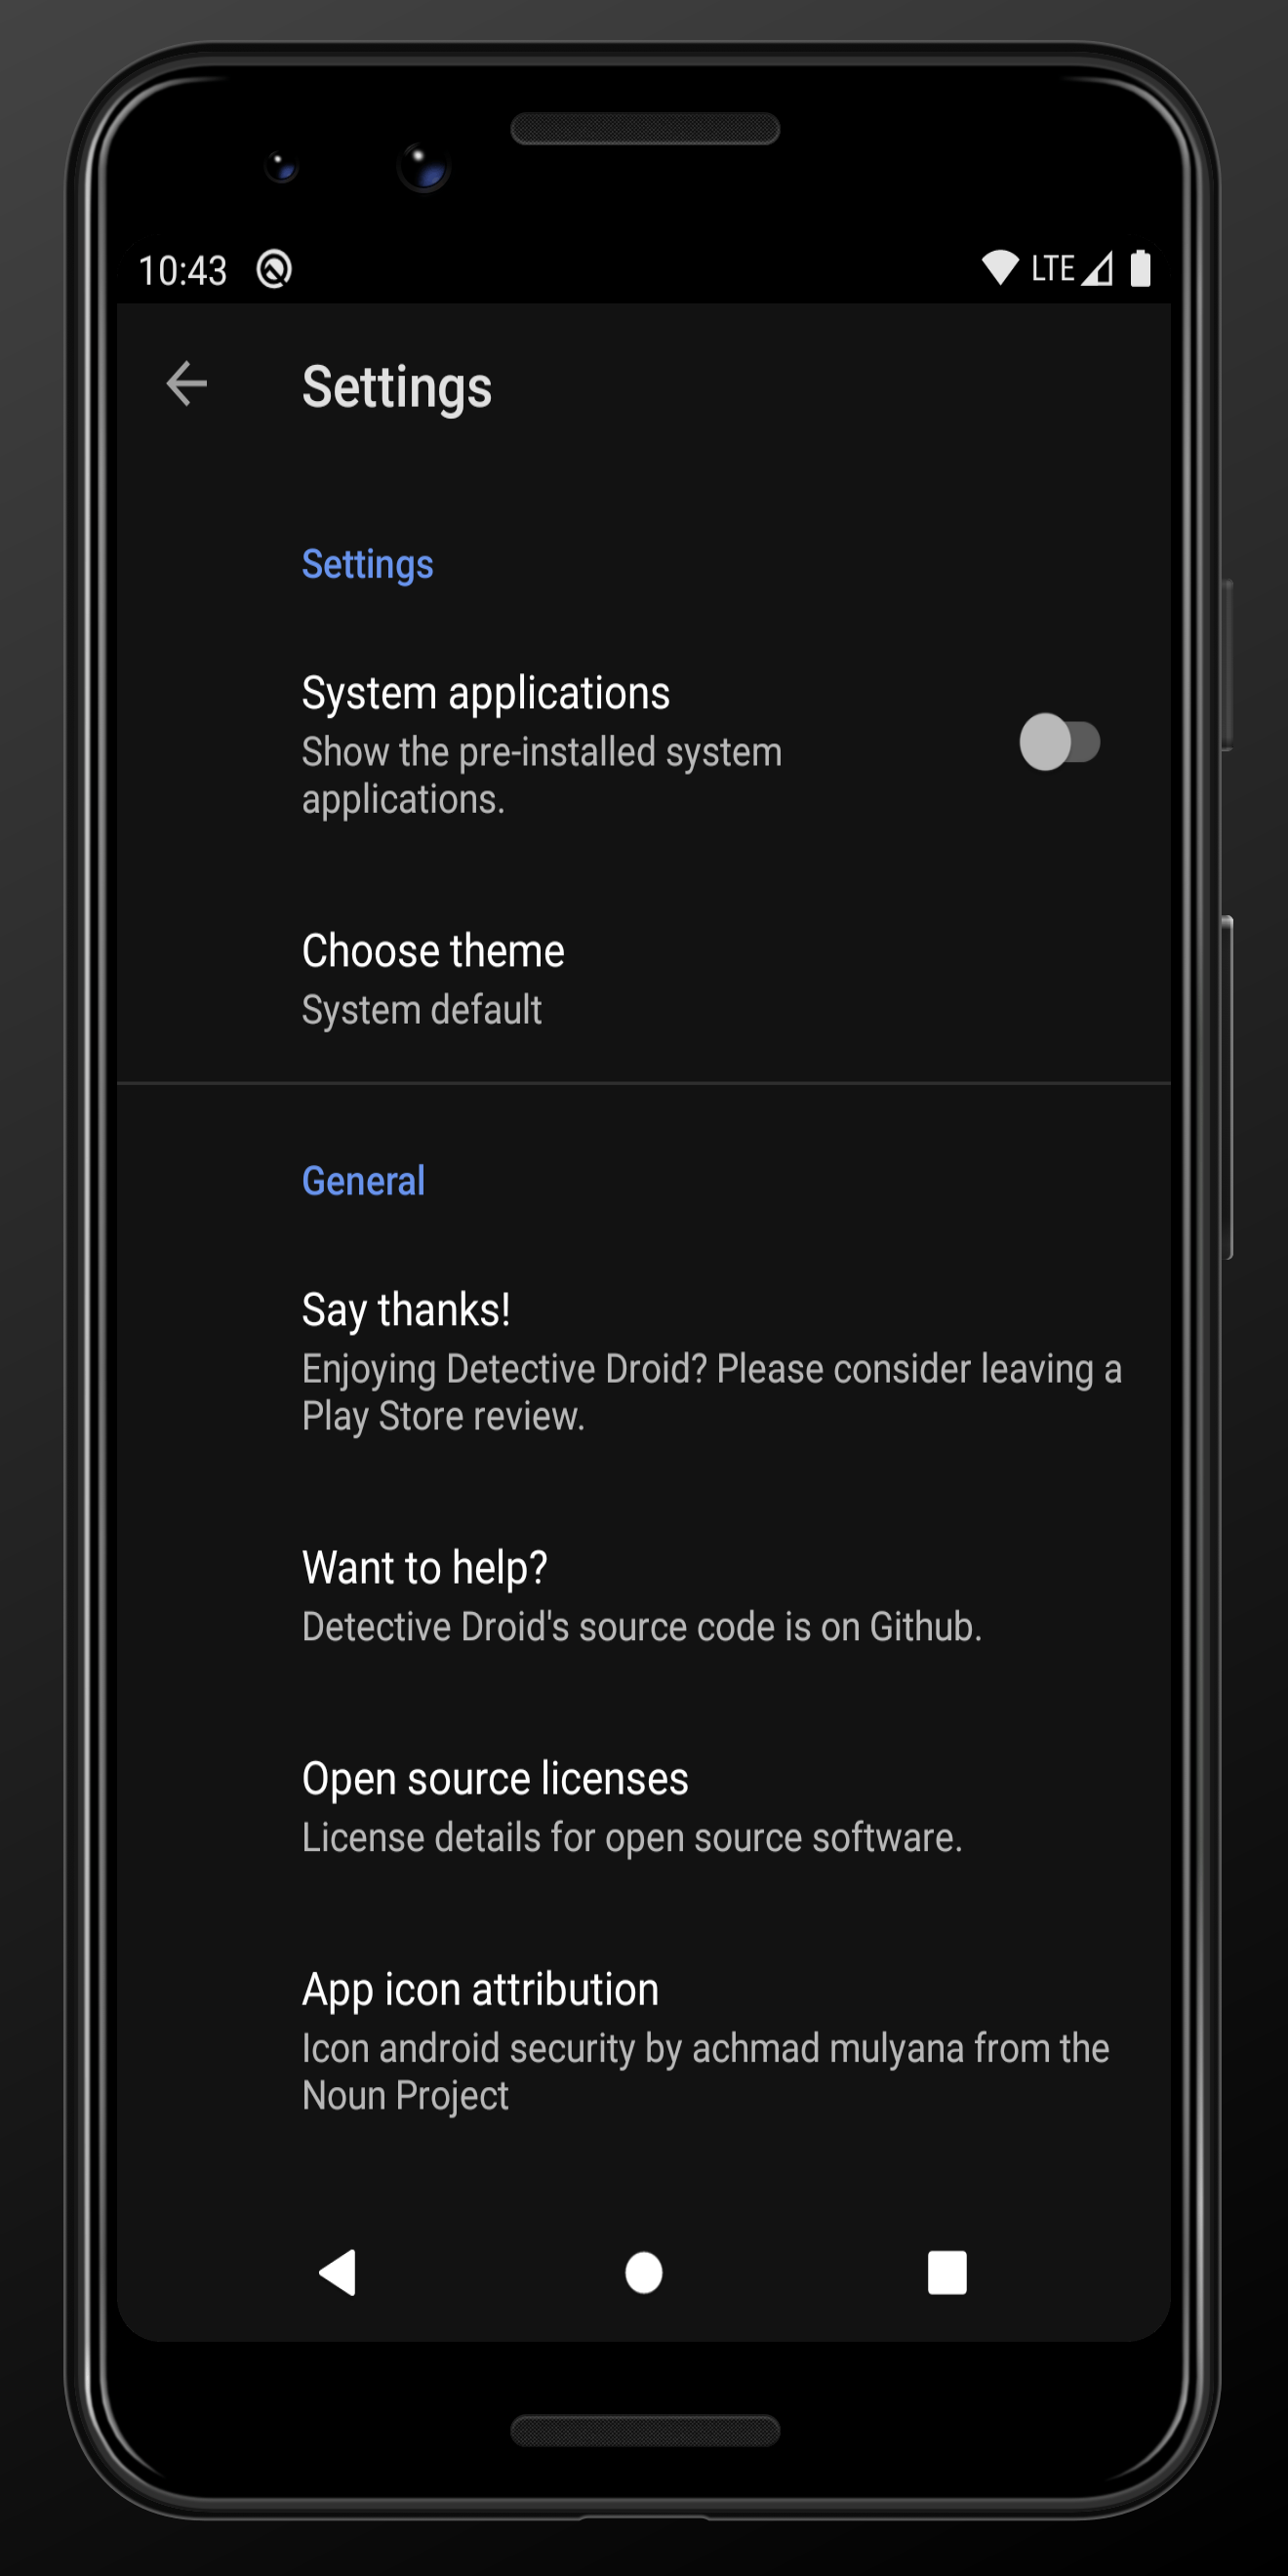 10:43 LTE
Settings
Settings
System applications
Show the pre-installed system
applications.
Choose theme
System default
General
Say thanks!
Enjoying Detective Droid? Please consider leaving a
Play Store review.
Want to help?
Detective Droid's source code is on Github.
Open source licenses
License details for open source software.
App icon attribution
Icon android security by achmad mulyana from the
Noun Project